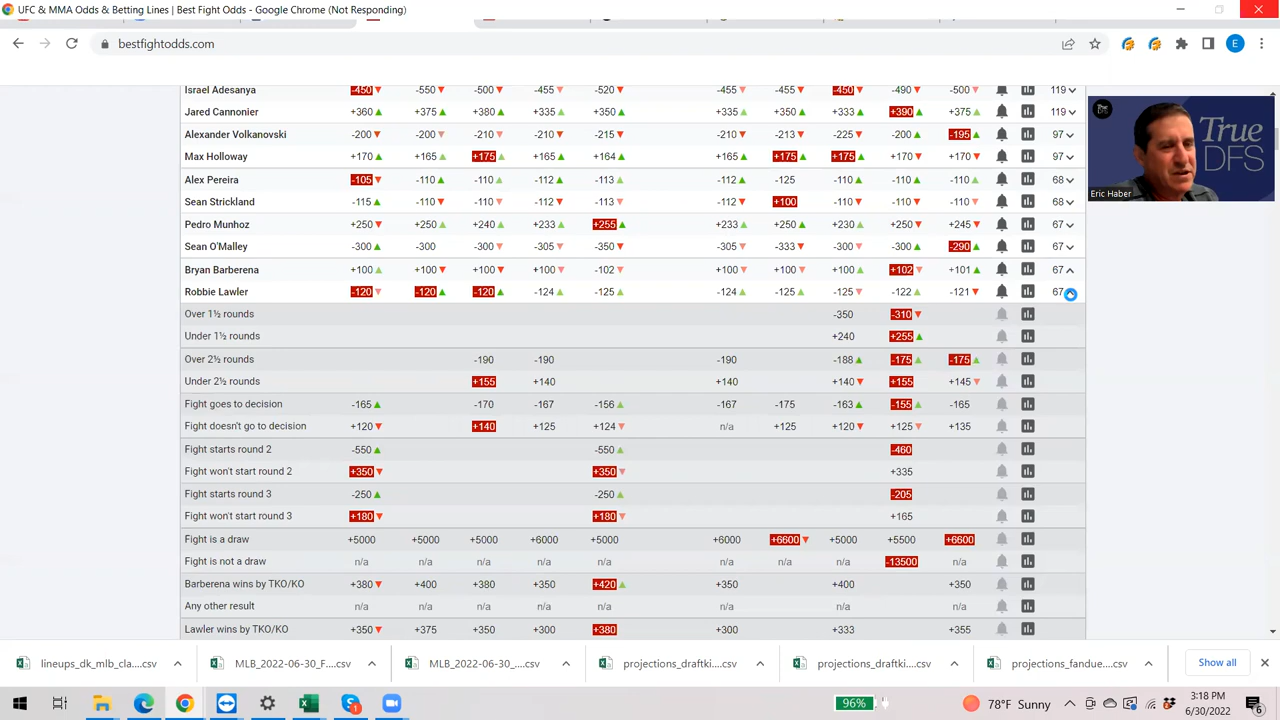 UFC & MMA Odds & Betting Lines | Best Fight Odds - Google Chrome (Not Responding)
bestfightodds.com
E
Israel Adesanya -450 -550 -500 -455 -520 -455 -455 -450 -490 -500 119
Jared Cannonier +360 +375 +380 +335 +350 +335 +350 +333 +390 +375 119
Alexander Volkanovski -200 -200 -210 -210 -215 -210 -213 -225 -200 -195 97
Max Holloway +170 +165 +175 +165 +164 +165 +175 +175 +170 +170 97
Alex Pereira -105 -110 -110 -112 -113 -112 -125 -110 -110 -110 68
Sean Strickland -115 -110 -110 -112 -113 -112 +100 -110 -110 -110 68
Pedro Munhoz +250 +250 +240 +233 +255 +233 +250 +230 +250 +245 67
Sean O'Malley -300 -300 -300 -305 -350 -305 -333 -300 -300 -290 67
Bryan Barberena +100 +100 +100 +100 -102 +100 +100 +100 +102 +101 67
Robbie Lawler -120 -120 -120 -124 -125 -124 -125 -125 -122 -121 67
Over 1½ rounds -350 -310
Under 1½ rounds +240 +255
Over 2½ rounds -190 -190 -190 -188 -175 -175
Under 2½ rounds +155 +140 +140 +140 +155 +145
Fight goes to decision -165 -170 -167 -156 -167 -175 -163 -155 -165
Fight doesn't go to decision +120 +140 +125 +124 n/a +125 +120 +125 +135
Fight starts round 2 -550 -550 -460
Fight won't start round 2 +350 +350 +335
Fight starts round 3 -250 -250 -205
Fight won't start round 3 +180 +180 +165
Fight is a draw +5000 +5000 +5000 +6000 +5000 +6000 +6600 +5000 +5500 +6600
Fight is not a draw n/a n/a n/a n/a n/a n/a n/a n/a -13500 n/a
Barberena wins by TKO/KO +380 +400 +380 +350 +420 +350 +400 +350
Any other result n/a n/a n/a n/a n/a n/a n/a n/a
Lawler wins by TKO/KO +350 +375 +350 +300 +380 +300 +333 +355
True
DFS
True
DFS
Eric Haber
lineups_dk_mlb_cla....csv MLB_2022-06-30_F....csv MLB_2022-06-30_....csv projections_draftki....csv projections_draftki....csv projections_fandue....csv Show all
96% 78°F Sunny 3:18 PM
6/30/2022
6